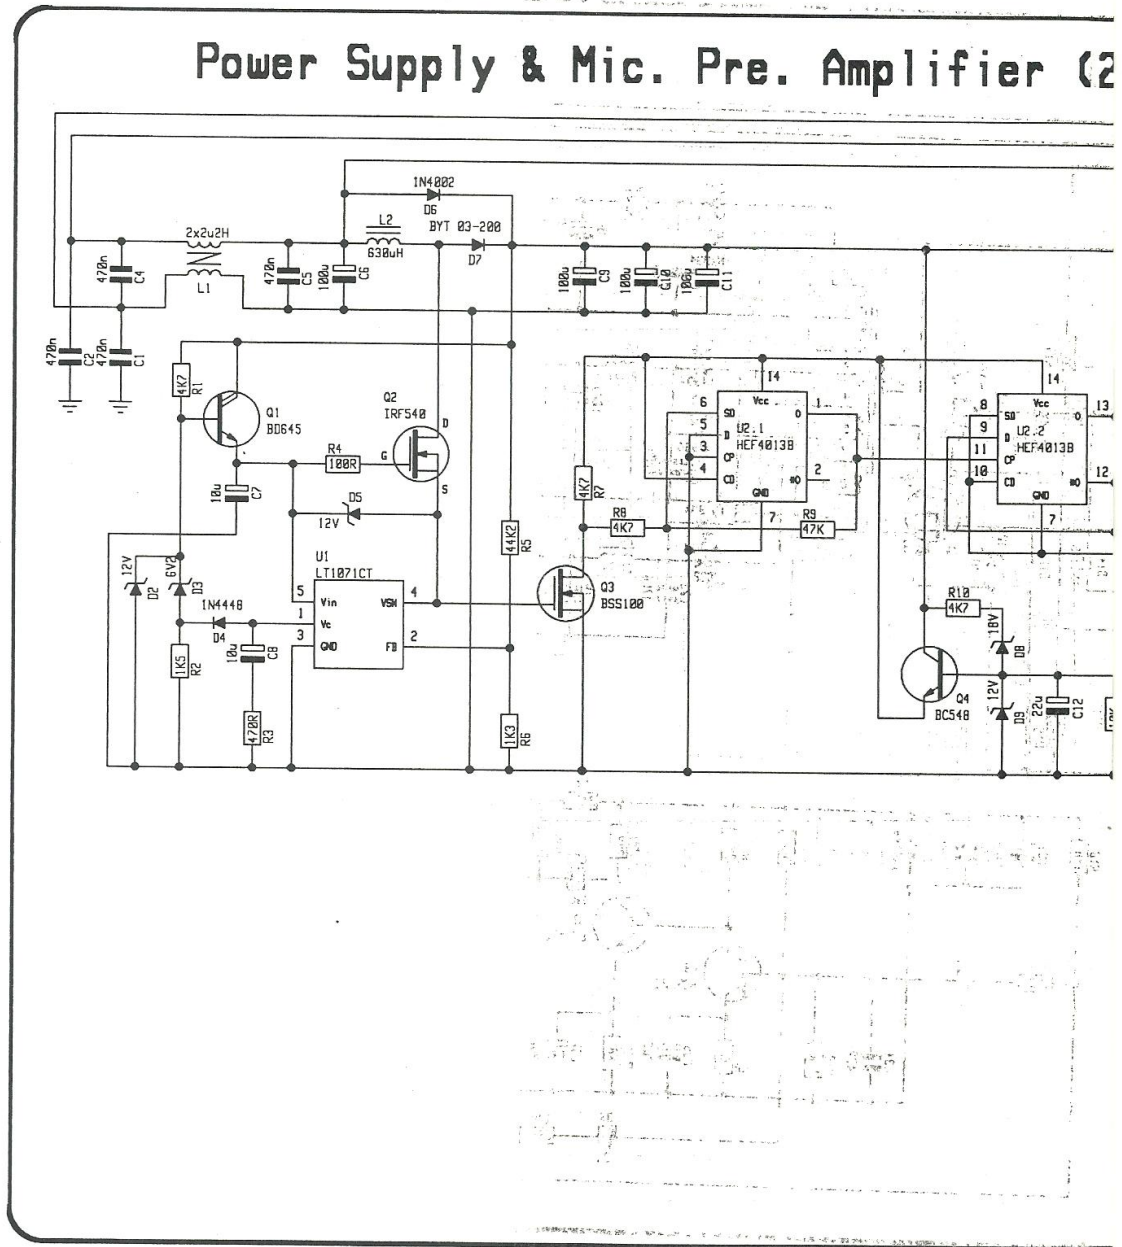 Power Supply & Mic. Pre. Amplifier (2
1N4002
D6
BYT 03-200
D7
2x2u2H
L1
L2
630uH
470n
C4
470n
C5
100u
C6
100u
C9
100u
C10
100u
C11
470n
C2
470n
C1
4K7
R1
Q1
BD645
Q2
IRF540
D
G
S
R4
100R
10u
C7
D5
12V
U1
LT1071CT
5
Vin
VSW
4
1
Vc
3
GND
FB
2
12V
D2
6V2
D3
1N4448
D4
10u
C8
1K5
R2
470R
R3
44K2
R5
1K3
R6
4K7
R7
R8
4K7
R9
47K
Q3
BSS100
14
Vcc
6
SD
O
1
5
D
U2.1
HEF4013B
3
CP
4
CD
#O
2
GND
7
14
Vcc
8
SD
O
13
9
D
U2.2
HEF4013B
11
CP
10
CD
#O
12
GND
7
R10
4K7
18V
D8
Q4
BC548
12V
D9
22u
C12